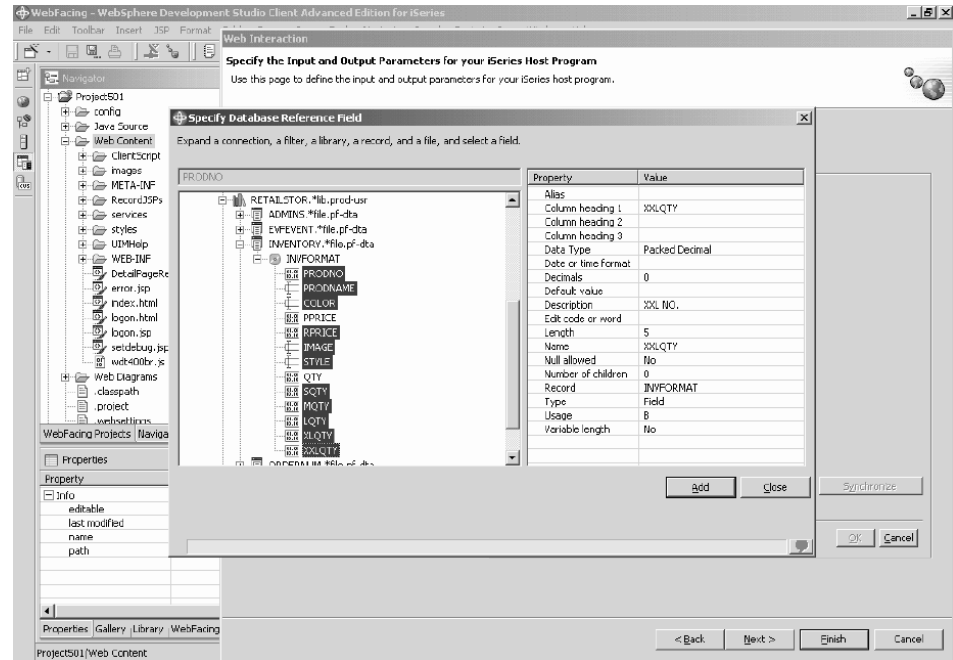 WebFacing - WebSphere Development Studio Client Advanced Edition for iSeries
File Edit Toolbar Insert JSP Format
Web Interaction
Specify the Input and Output Parameters for your iSeries Host Program
Use this page to define the input and output parameters for your iSeries host program.
Navigator
Project501
config
Java Source
Web Content
ClientScript
images
META-INF
RecordJSPs
services
styles
UIMHelp
WEB-INF
DetailPageRe
error.jsp
index.html
logon.html
logon.jsp
setdebug.jsp
wdt400br.js
Web Diagrams
.classpath
.project
.websettings
WebFacing Projects Naviga
Specify Database Reference Field
Expand a connection, a filter, a library, a record, and a file, and select a field.
PRODNO
RETAILSTOR.*lib.prod-usr
ADMINS.*file.pf-dta
EVFEVENT.*file.pf-dta
INVENTORY.*file.pf-dta
INVFORMAT
PRODNO
PRODNAME
COLOR
PPRICE
RPRICE
IMAGE
STYLE
QTY
SQTY
MQTY
LQTY
XLQTY
XXLQTY
ORDERNUM.*file.pf-dta
Property Value
Alias
Column heading 1 XXLQTY
Column heading 2
Column heading 3
Data Type Packed Decimal
Date or time format
Decimals 0
Default value
Description XXL NO.
Edit code or word
Length 5
Name XXLQTY
Null allowed No
Number of children 0
Record INVFORMAT
Type Field
Usage B
Variable length No
Add Close
Synchronize
OK Cancel
Properties
Property
Info
editable
last modified
name
path
Properties Gallery Library WebFacing
< Back Next > Finish Cancel
Project501/Web Content